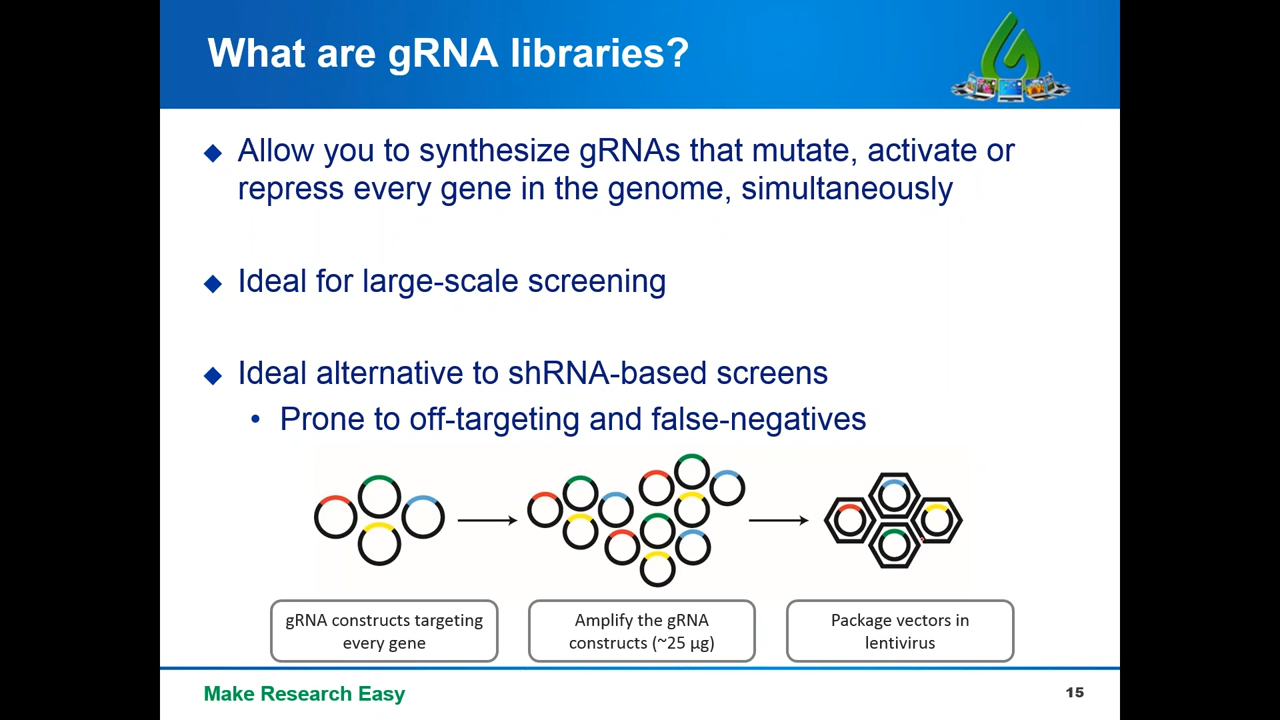 What are gRNA libraries?
Allow you to synthesize gRNAs that mutate, activate or
repress every gene in the genome, simultaneously
Ideal for large-scale screening
Ideal alternative to shRNA-based screens
Prone to off-targeting and false-negatives
gRNA constructs targeting
every gene
Amplify the gRNA
constructs (~25 µg)
Package vectors in
lentivirus
Make Research Easy
15